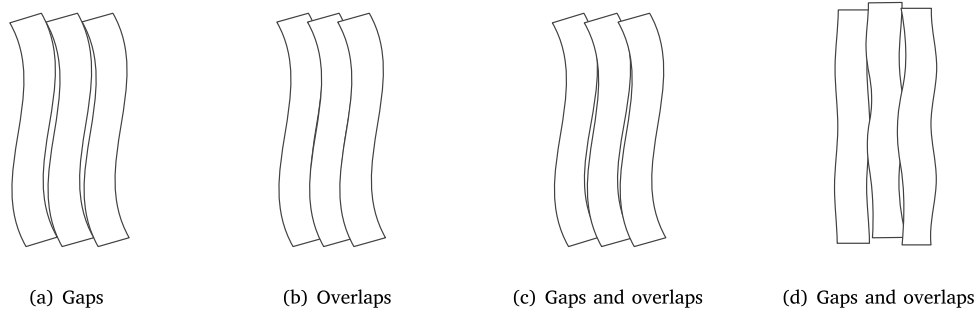 (a) Gaps
(b) Overlaps
(c) Gaps and overlaps
(d) Gaps and overlaps